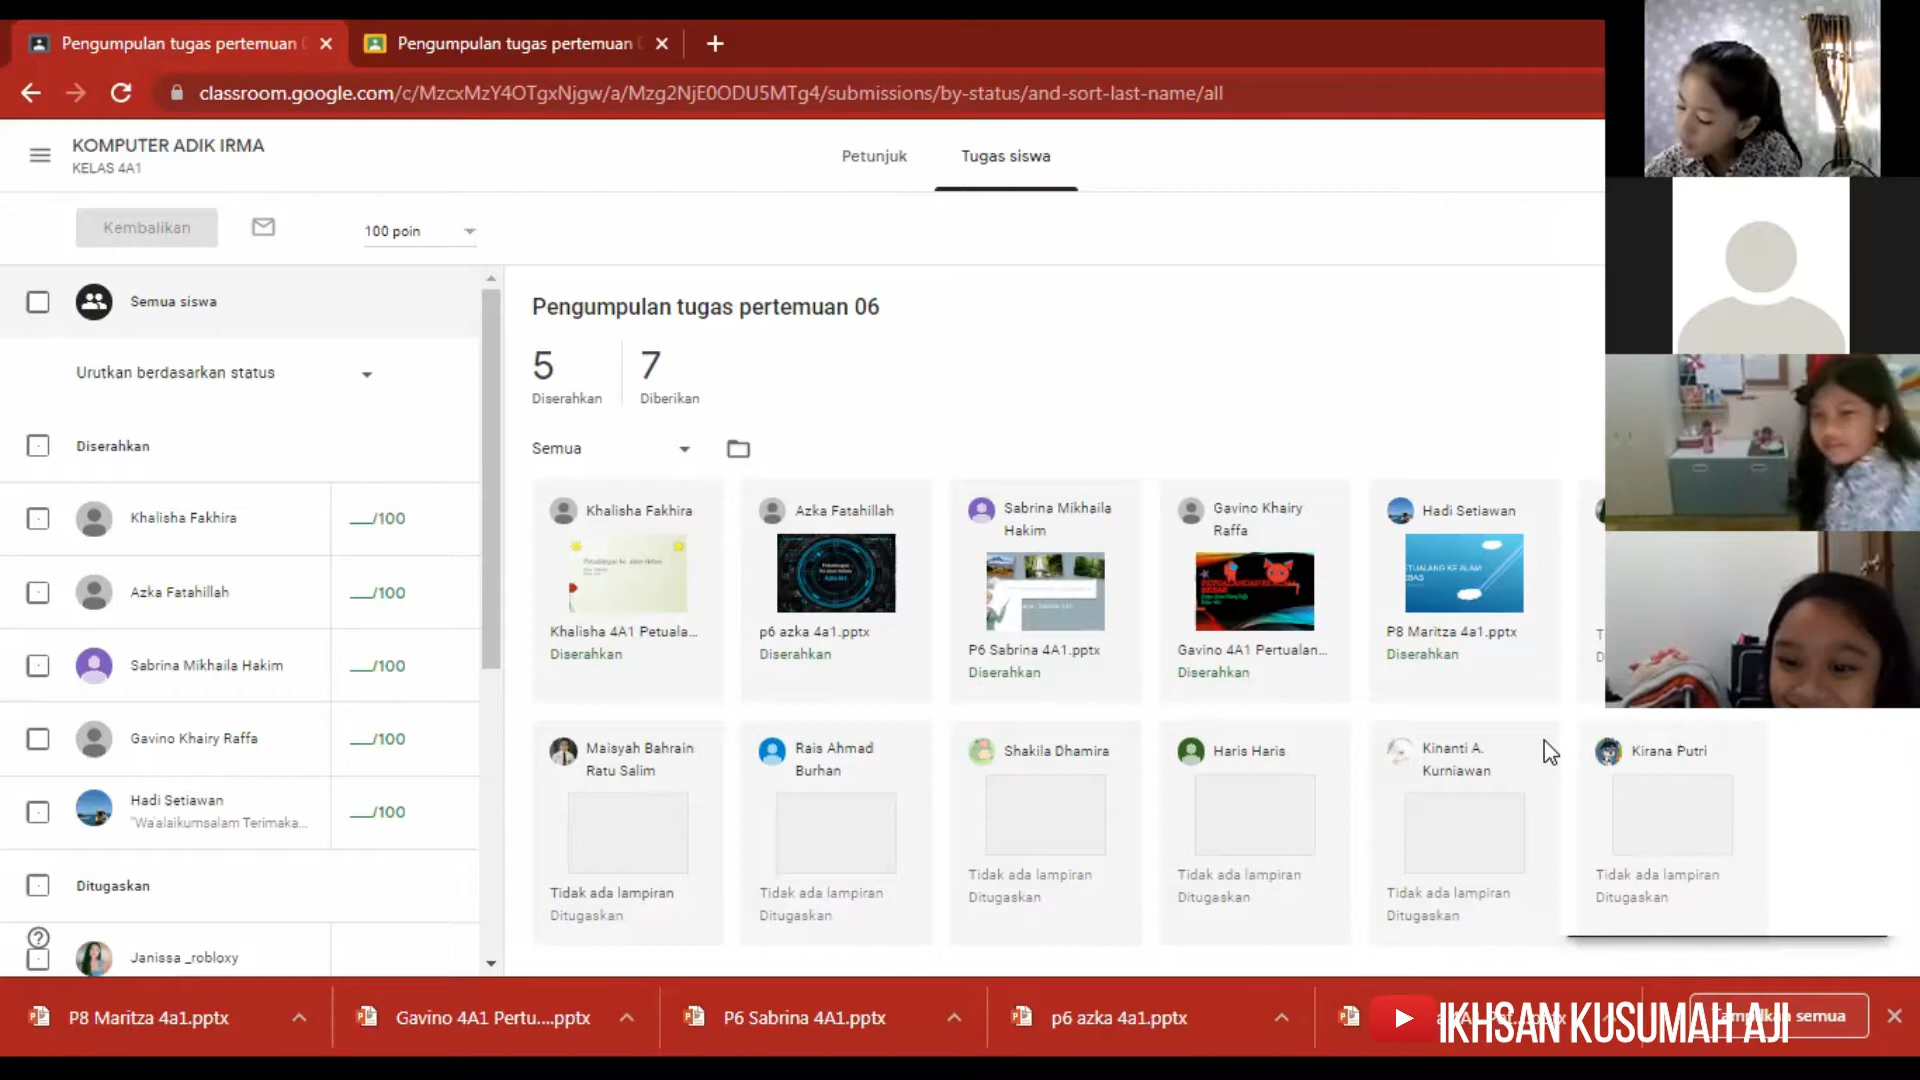 Pengumpulan tugas pertemuan
Pengumpulan tugas pertemuan
classroom.google.com/c/MzcxMzY4OTgxNjgw/a/Mzg2NjE0ODU5MTg4/submissions/by-status/and-sort-last-name/all
KOMPUTER ADIK IRMA
KELAS 4A1
Petunjuk
Tugas siswa
Kembalikan
100 poin
Semua siswa
Urutkan berdasarkan status
Diserahkan
Khalisha Fakhira
__/100
Azka Fatahillah
__/100
Sabrina Mikhaila Hakim
__/100
Gavino Khairy Raffa
__/100
Hadi Setiawan
"Wa'alaikumsalam Terimaka...
__/100
Ditugaskan
Janissa _robloxy
Pengumpulan tugas pertemuan 06
5
Diserahkan
7
Diberikan
Semua
Khalisha Fakhira
Khalisha 4A1 Petuala...
Diserahkan
Azka Fatahillah
p6 azka 4a1.pptx
Diserahkan
Sabrina Mikhaila
Hakim
P6 Sabrina 4A1.pptx
Diserahkan
Gavino Khairy
Raffa
Gavino 4A1 Pertualan...
Diserahkan
Hadi Setiawan
P8 Maritza 4a1.pptx
Diserahkan
Maisyah Bahrain
Ratu Salim
Tidak ada lampiran
Ditugaskan
Rais Ahmad
Burhan
Tidak ada lampiran
Ditugaskan
Shakila Dhamira
Tidak ada lampiran
Ditugaskan
Haris Haris
Tidak ada lampiran
Ditugaskan
Kinanti A.
Kurniawan
Tidak ada lampiran
Ditugaskan
Kirana Putri
Tidak ada lampiran
Ditugaskan
P8 Maritza 4a1.pptx
Gavino 4A1 Pertu....pptx
P6 Sabrina 4A1.pptx
p6 azka 4a1.pptx
semua
IKHSAN KUSUMAH AJI